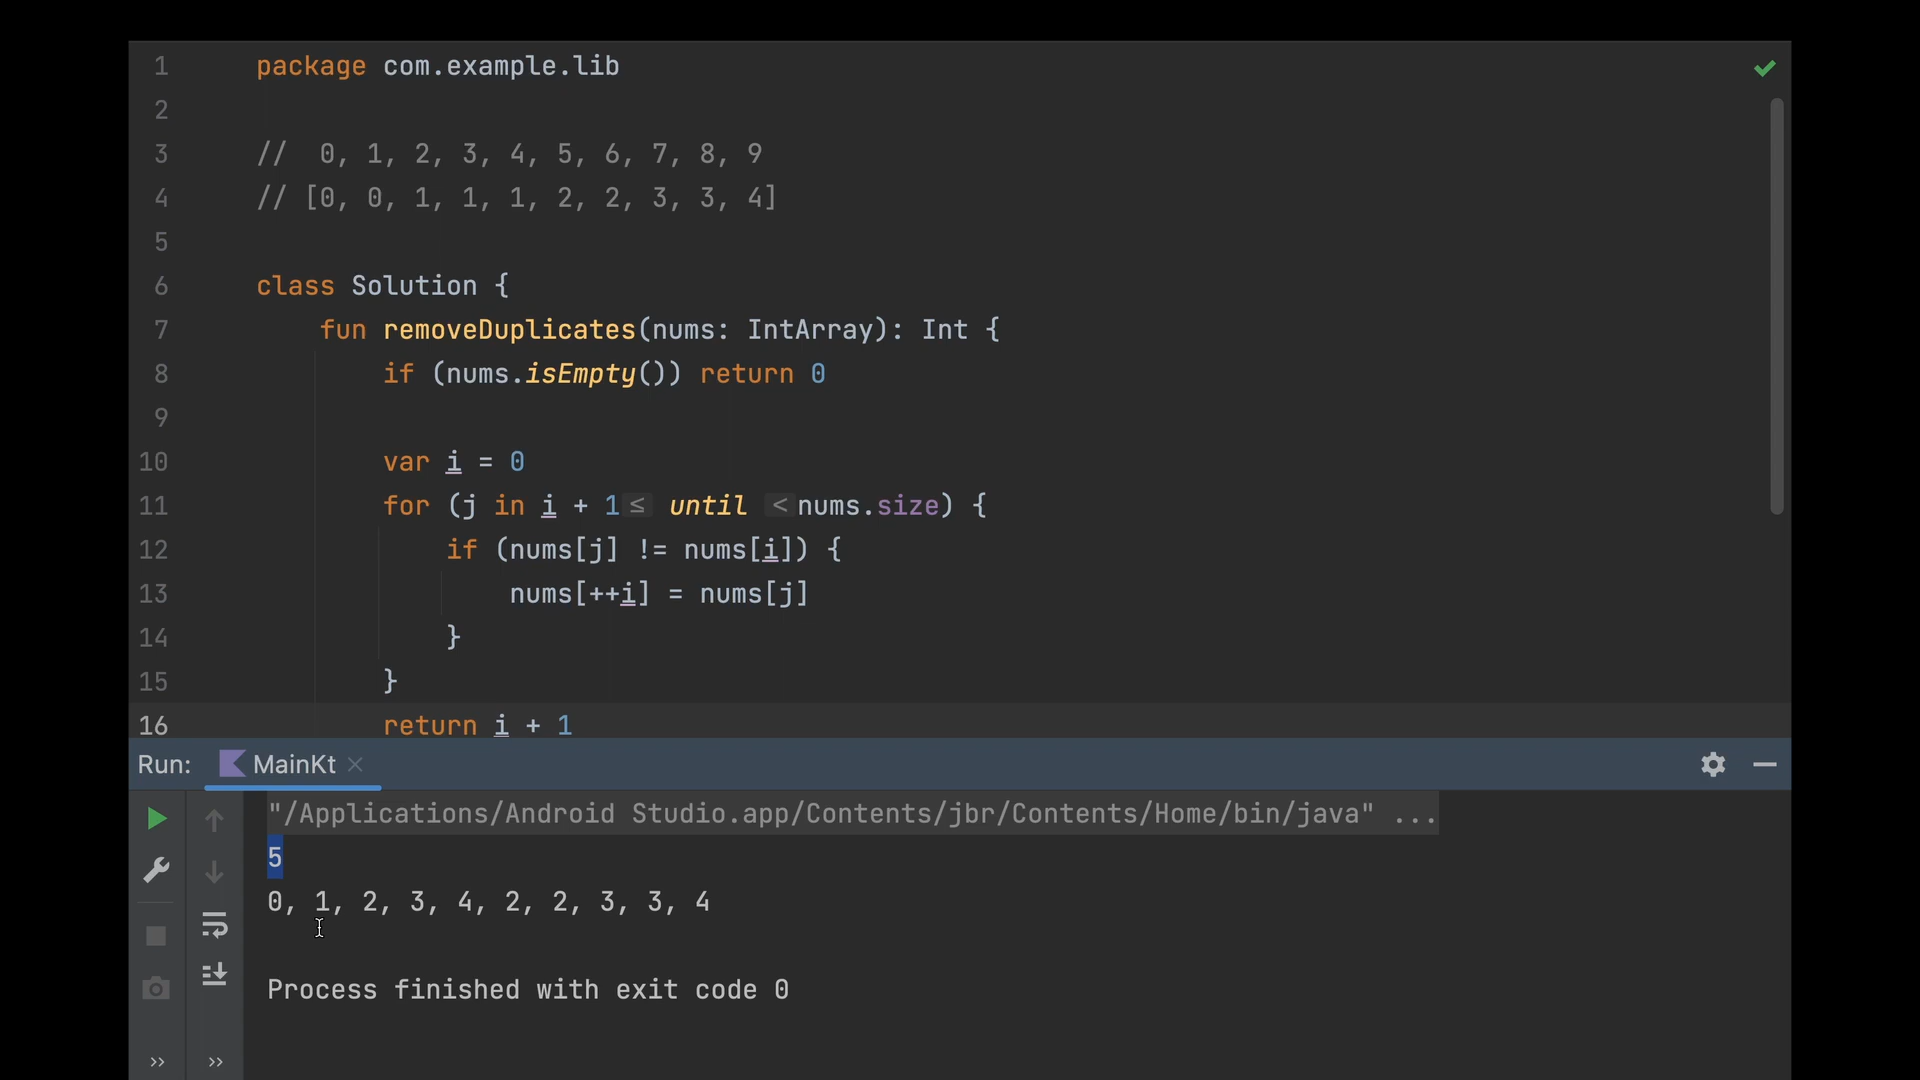 1 package com.example.lib
2
3 // 0, 1, 2, 3, 4, 5, 6, 7, 8, 9
4 // [0, 0, 1, 1, 1, 2, 2, 3, 3, 4]
5
6 class Solution {
7 fun removeDuplicates(nums: IntArray): Int {
8 if (nums.isEmpty()) return 0
9
10 var i = 0
11 for (j in i + 1 ≤ until < nums.size) {
12 if (nums[j] != nums[i]) {
13 nums[++i] = nums[j]
14 }
15 }
16 return i + 1
Run: MainKt
"/Applications/Android Studio.app/Contents/jbr/Contents/Home/bin/java" ...
5
0, 1, 2, 3, 4, 2, 2, 3, 3, 4
Process finished with exit code 0